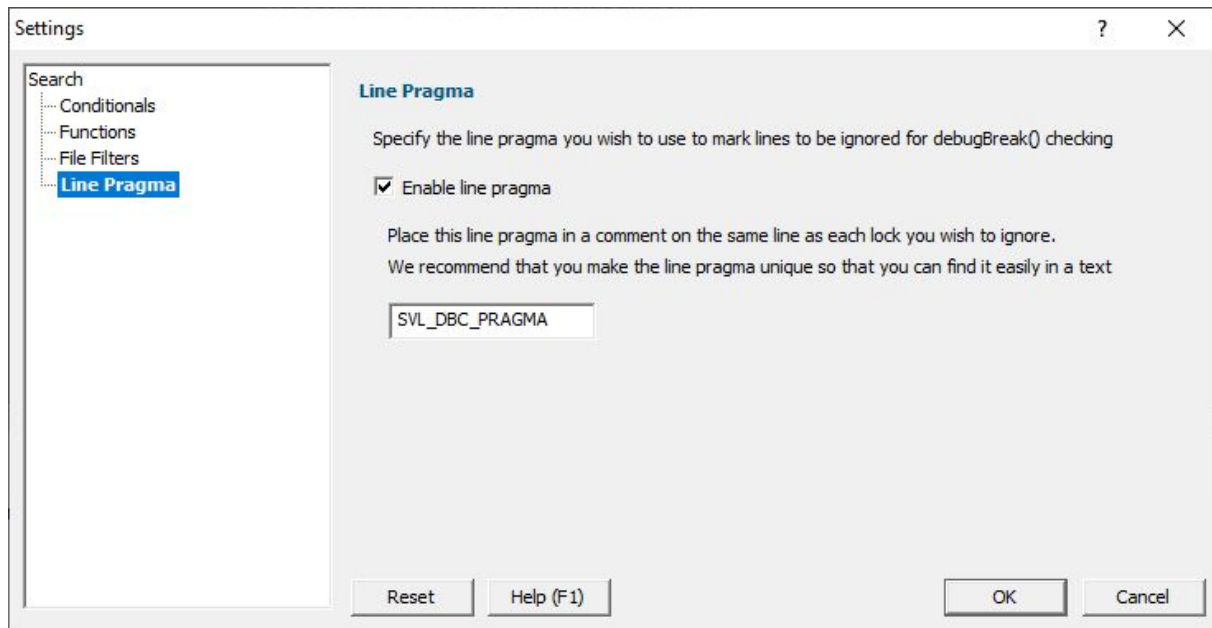 Settings
?
Search
Conditionals
Functions
File Filters
Line Pragma
Line Pragma
Specify the line pragma you wish to use to mark lines to be ignored for debugBreak() checking
Enable line pragma
Place this line pragma in a comment on the same line as each lock you wish to ignore.
We recommend that you make the line pragma unique so that you can find it easily in a text
SVL_DBC_PRAGMA
Reset
Help (F1)
OK
Cancel